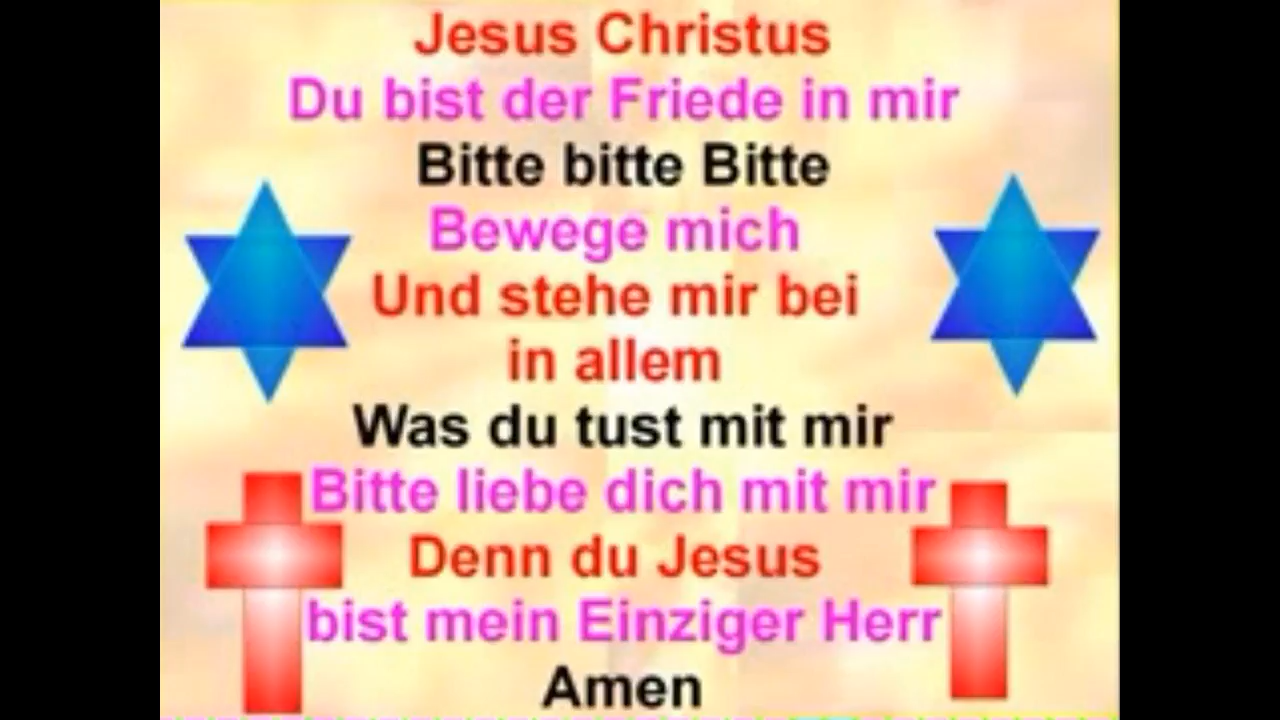 Jesus Christus
Du bist der Friede in mir
Bitte bitte Bitte
Bewege mich
Und stehe mir bei
in allem
Was du tust mit mir
Bitte liebe dich mit mir
Denn du Jesus
bist mein Einziger Herr
Amen